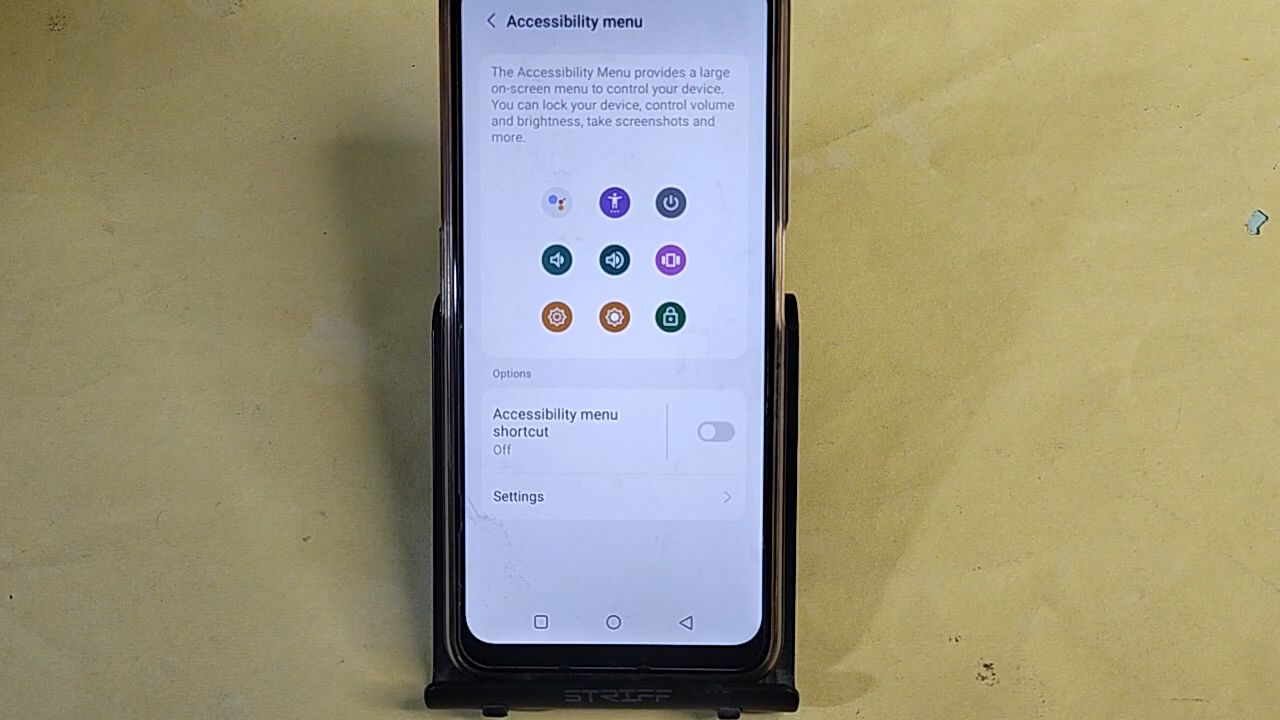 Accessibility menu
The Accessibility Menu provides a large
on-screen menu to control your device.
You can lock your device, control volume
and brightness, take screenshots and
more.
Options
Accessibility menu
shortcut
Off
Settings
STRIFF